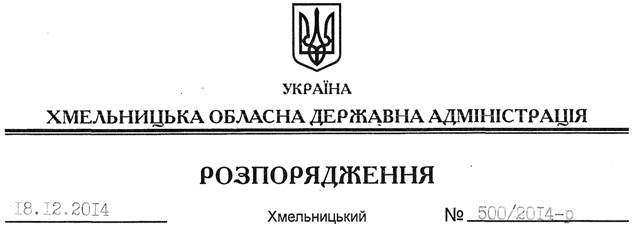 УКРАЇНА
ХМЕЛЬНИЦЬКА ОБЛАСНА ДЕРЖАВНА АДМІНІСТРАЦІЯ
РОЗПОРЯДЖЕННЯ
18.12.2014 Хмельницький № 500/2014-р